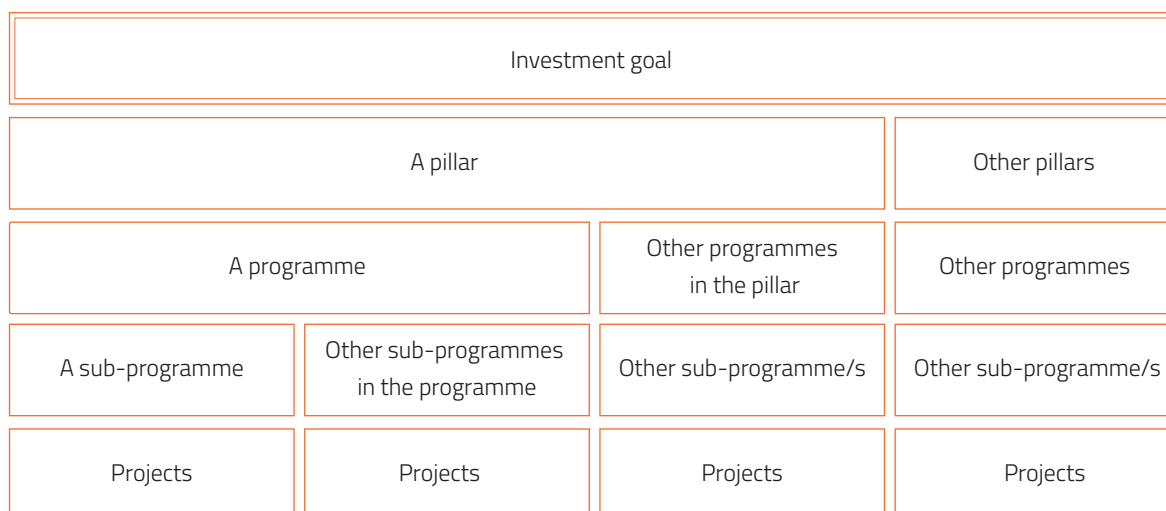 Investment goal
A pillar
Other pillars
A programme
Other programmes
in the pillar
Other programmes
A sub-programme
Other sub-programmes
in the programme
Other sub-programme/s
Other sub-programme/s
Projects
Projects
Projects
Projects